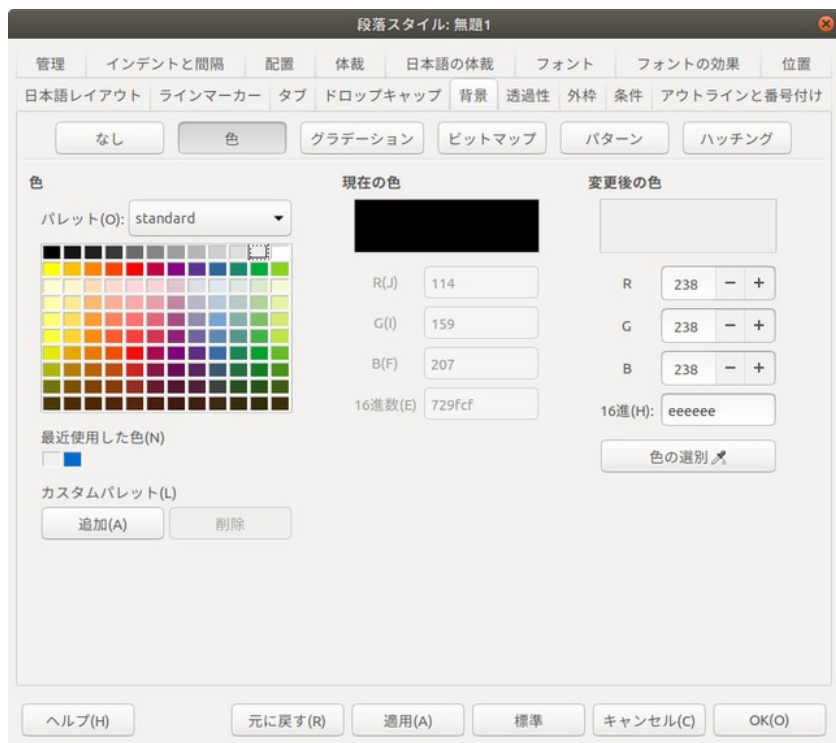 段落スタイル: 無題1
管理 インデントと間隔 配置 体裁 日本語の体裁 フォント フォントの効果 位置
日本語レイアウト ラインマーカー タブ ドロップキャップ 背景 透過性 外枠 条件 アウトラインと番号付け
なし 色 グラデーション ビットマップ パターン ハッチング
色 現在の色 変更後の色
パレット(O): standard
R(J) 114 R 238 − +
G(I) 159 G 238 − +
B(F) 207 B 238 − +
16進数(E) 729fcf 16進(H): eeeeee
最近使用した色(N)
色の選別
カスタムパレット(L)
追加(A) 削除
ヘルプ(H) 元に戻す(R) 適用(A) 標準 キャンセル(C) OK(O)